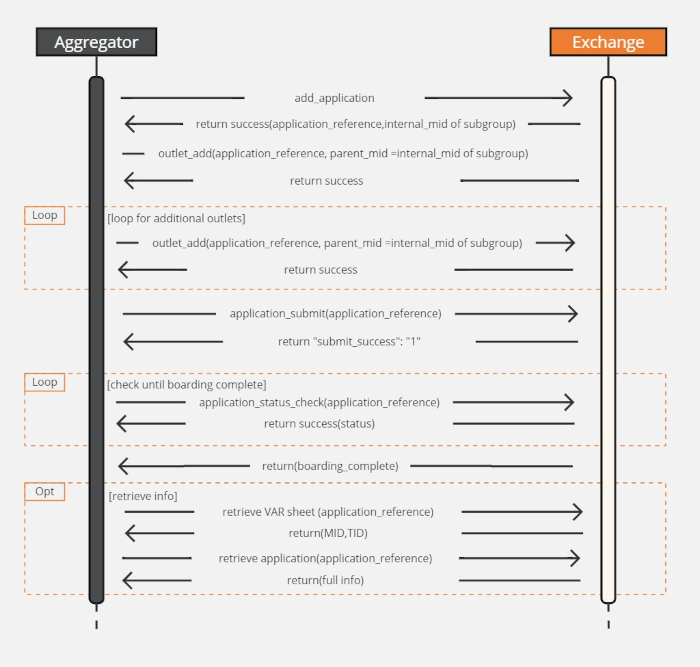 Aggregator
Exchange
add_application
return success(application_reference,internal_mid of subgroup)
outlet_add(application_reference, parent_mid =internal_mid of subgroup)
return success
Loop
[loop for additional outlets]
outlet_add(application_reference, parent_mid =internal_mid of subgroup)
return success
application_submit(application_reference)
return "submit_success": "1"
Loop
[check until boarding complete]
application_status_check(application_reference)
return success(status)
return(boarding_complete)
Opt
[retrieve info]
retrieve VAR sheet (application_reference)
return(MID,TID)
retrieve application(application_reference)
return(full info)